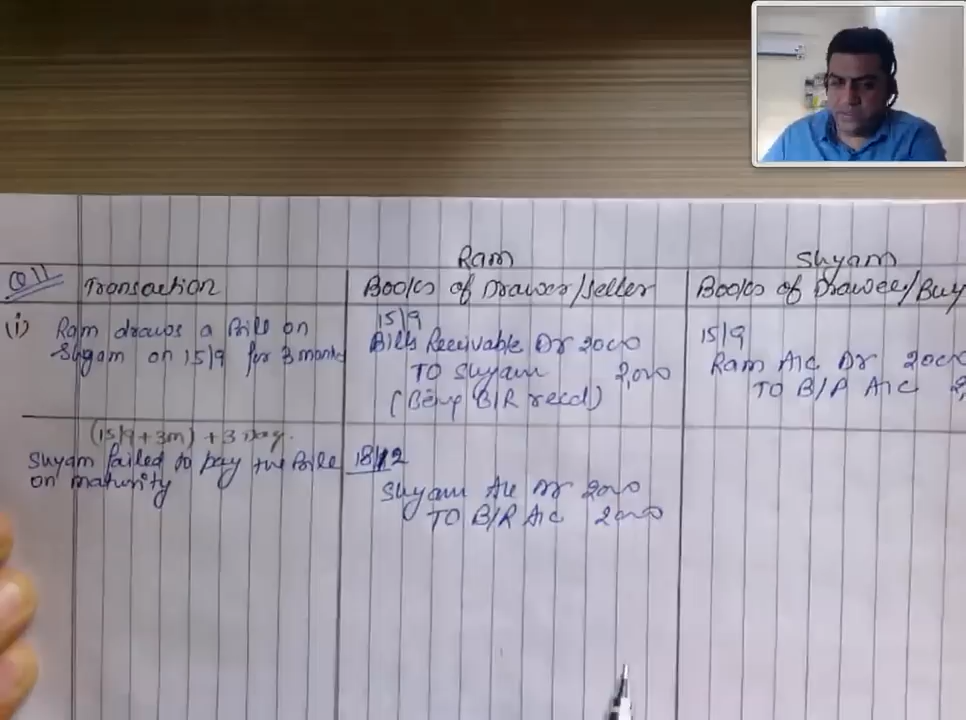 Ram
Shyam
Q11
Transaction
Books of Drawer/Seller
Books of Drawee/Buy
(i) Ram draws a Bill on
Shyam on 15/9 for 3 months
15/9
Bills Receivable Dr 2000
TO Shyam 2,000
(Being B/R recd)
15/9
Ram A/c Dr 2000
TO B/P A/c 2,
(15/9 + 3m) + 3 Day.
Shyam failed to pay the Bill
on maturity
18/12
Shyam A/c Dr 2000
TO B/R A/c 2000